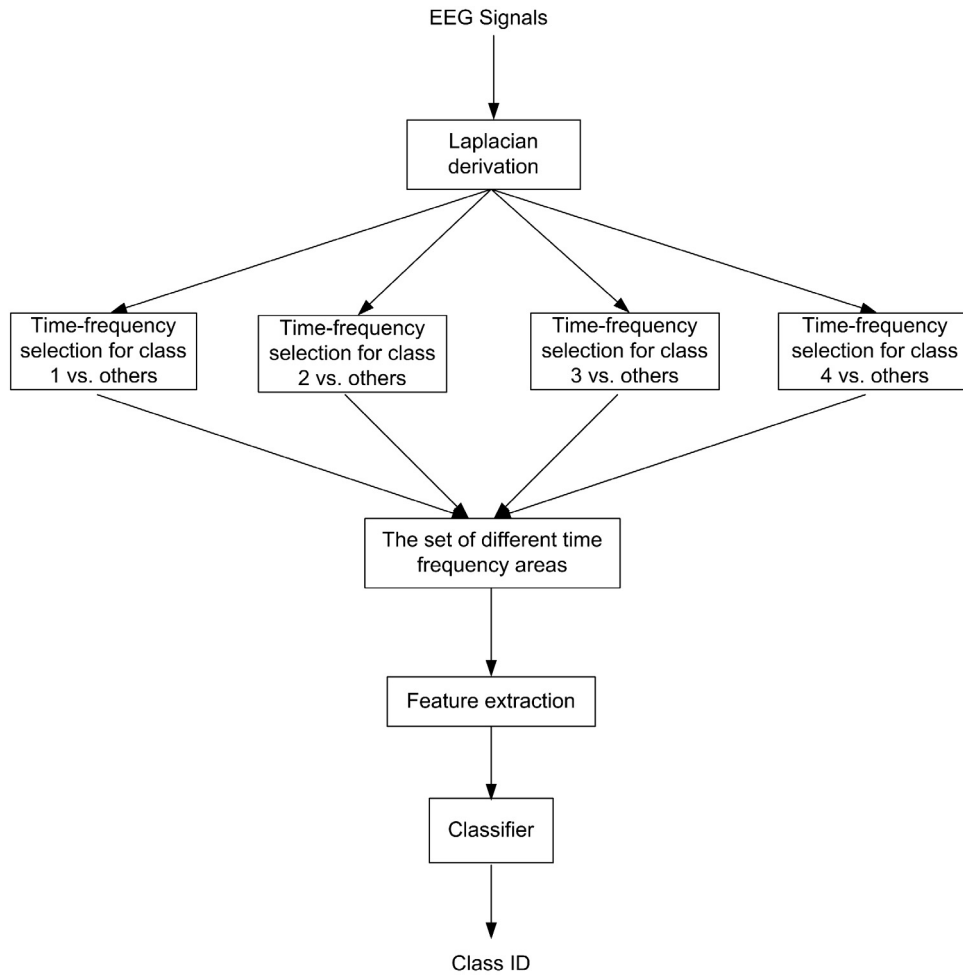 EEG Signals
Laplacian
derivation
Time-frequency
selection for class
1 vs. others
Time-frequency
selection for class
2 vs. others
Time-frequency
selection for class
3 vs. others
Time-frequency
selection for class
4 vs. others
The set of different time
frequency areas
Feature extraction
Classifier
Class ID